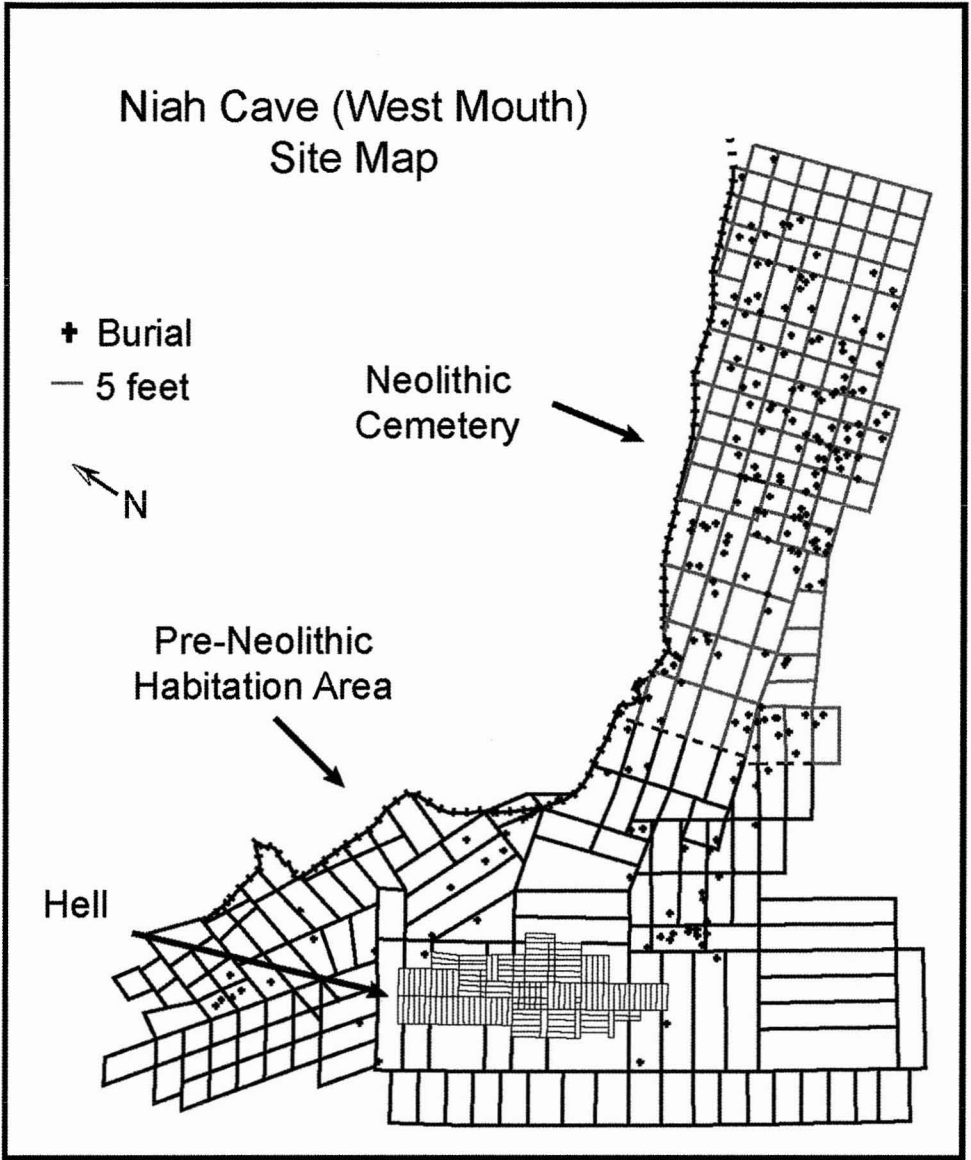 Niah Cave (West Mouth)
Site Map
Burial
5 feet
N
Neolithic
Cemetery
Pre-Neolithic
Habitation Area
Hell